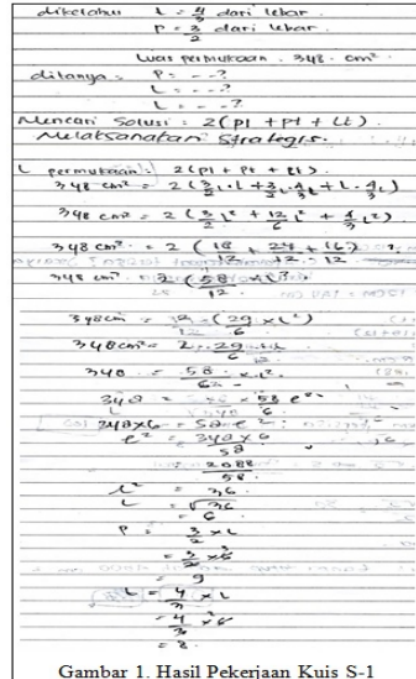 diketahui t = 4/3 dari lebar.
p = 3/2 dari lebar.
Luas permukaan = 348 cm²
ditanya = P = - - ?
L = - - ?
t = - - ?
Mencari Solusi = 2(pl + pt + lt).
Melaksanakan Strategis.
L permukaan = 2(pl + pt + lt).
348 cm² = 2(3/2 L · L + 3/2 L · 4/3 L + L · 4/3 L)
348 cm² = 2(3/2 L² + 12/6 L² + 4/3 L²)
348 cm² = 2(18/12 + 24/12 + 16/12)
348 cm² = 2(58/12 × L²)
348 cm² = 2(29/6 × L²)
348 cm² = 2 · 29/6
348 = 58/6 × L²
348 = 58/6 L²
348 × 6 = 58 L²
L² = 348 × 6 / 58
2088 / 58
L² = 36
L = √36
= 6
P = 3/2 × L
= 3/2 × 6
= 9
= 4/3 × L
= 4/3 × 6
= 8.
Gambar 1. Hasil Pekerjaan Kuis S-1